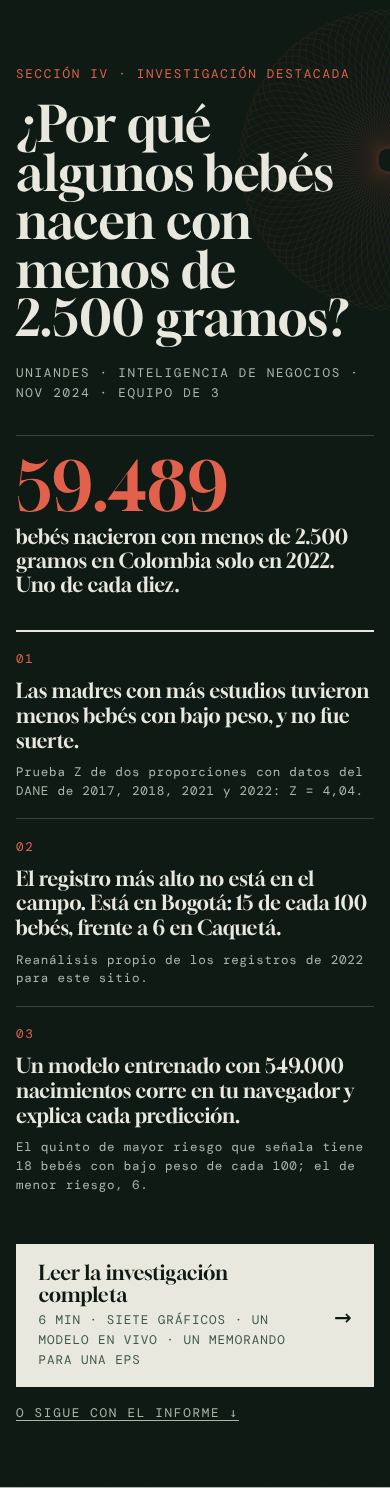 SECCIÓN IV · INVESTIGACIÓN DESTACADA
¿Por qué
algunos bebés
nacen con
menos de
2.500 gramos?
UNIANDES · INTELIGENCIA DE NEGOCIOS ·
NOV 2024 · EQUIPO DE 3
59.489
bebés nacieron con menos de 2.500
gramos en Colombia solo en 2022.
Uno de cada diez.
01
Las madres con más estudios tuvieron
menos bebés con bajo peso, y no fue
suerte.
Prueba Z de dos proporciones con datos del
DANE de 2017, 2018, 2021 y 2022: Z = 4,04.
02
El registro más alto no está en el
campo. Está en Bogotá: 15 de cada 100
bebés, frente a 6 en Caquetá.
Reanálisis propio de los registros de 2022
para este sitio.
03
Un modelo entrenado con 549.000
nacimientos corre en tu navegador y
explica cada predicción.
El quinto de mayor riesgo que señala tiene
18 bebés con bajo peso de cada 100; el de
menor riesgo, 6.
Leer la investigación
completa
6 MIN · SIETE GRÁFICOS · UN
MODELO EN VIVO · UN MEMORANDO
PARA UNA EPS
→
O SIGUE CON EL INFORME ↓